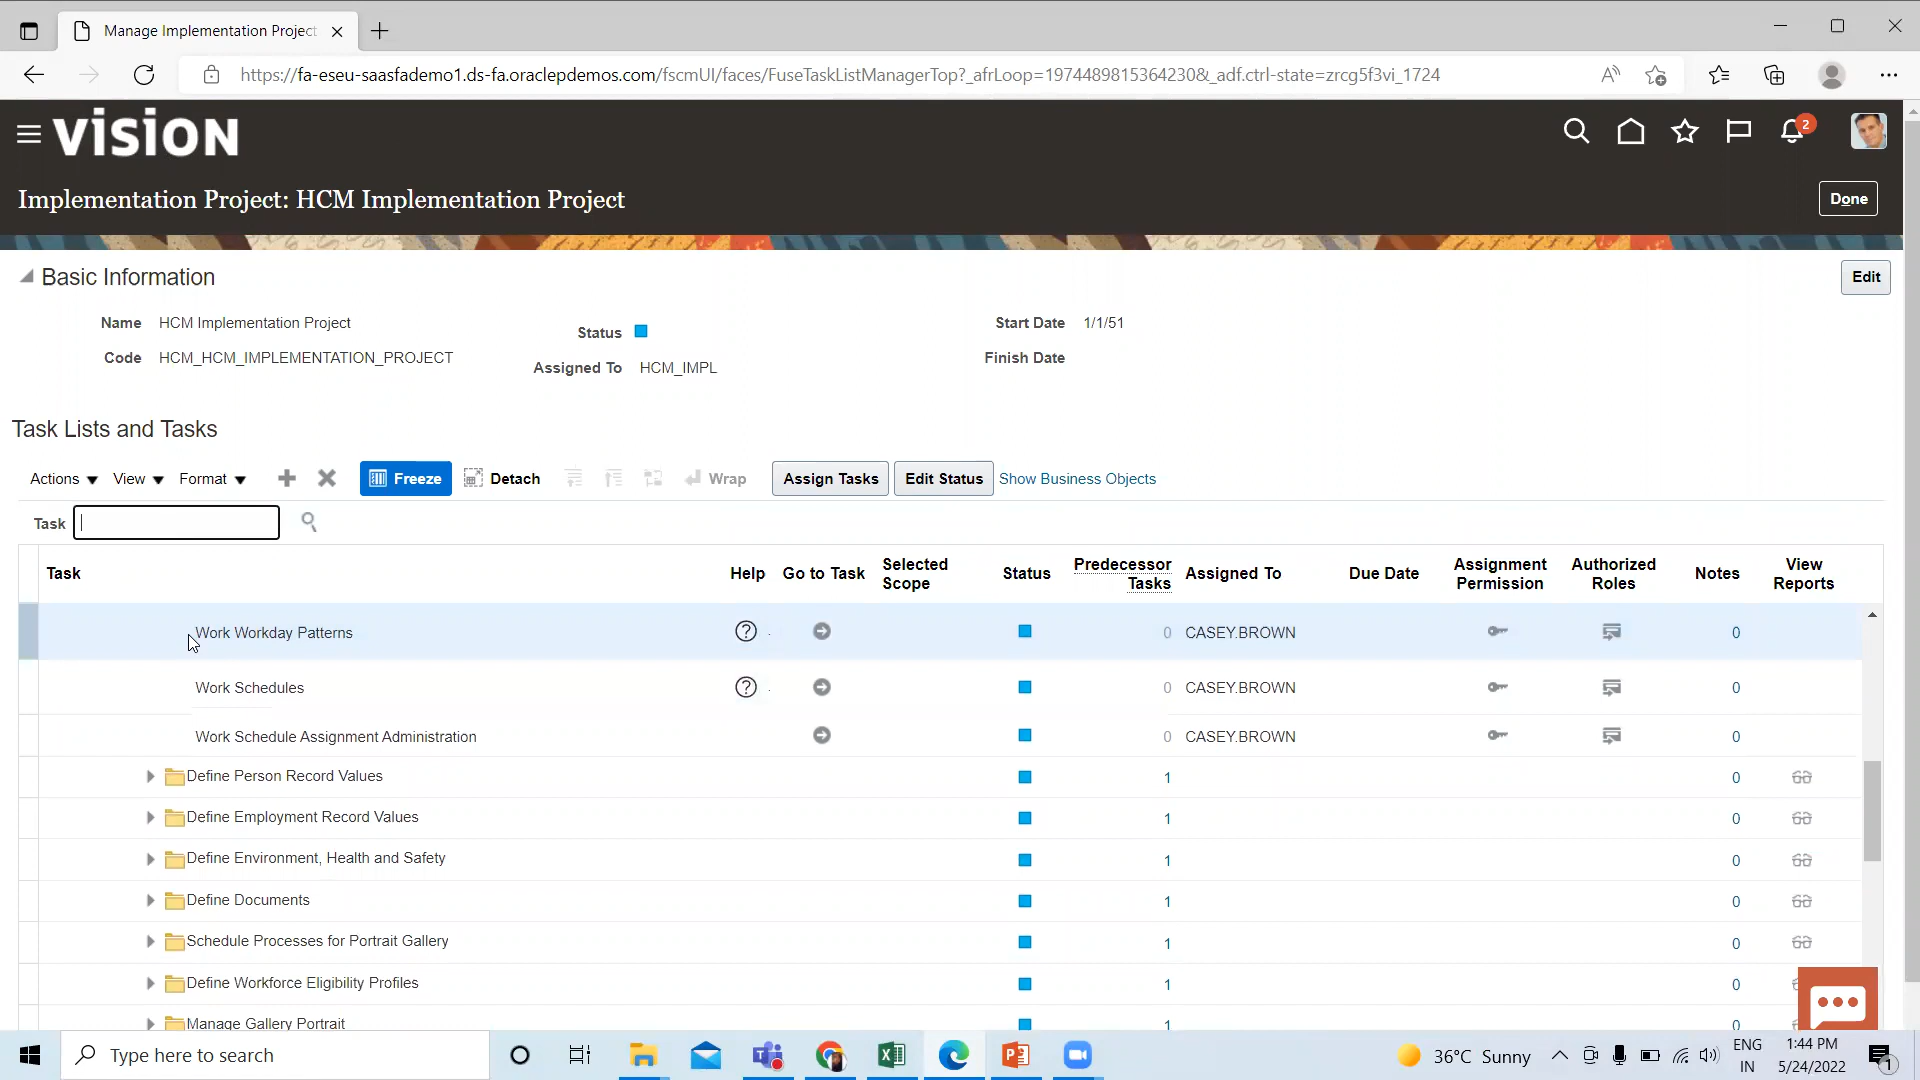 Manage Implementation Project
https://fa-eseu-saasfademo1.ds-fa.oraclepdemos.com/fscmUI/faces/FuseTaskListManagerTop?_afrLoop=1974489815364230&_adf.ctrl-state=zrcg5f3vi_1724
VISION
2
Implementation Project: HCM Implementation Project
Done
Basic Information
Edit
Name HCM Implementation Project
Status
Start Date 1/1/51
Code HCM_HCM_IMPLEMENTATION_PROJECT
Assigned To HCM_IMPL
Finish Date
Task Lists and Tasks
Actions View Format Freeze Detach Wrap Assign Tasks Edit Status Show Business Objects
Task
Task Help Go to Task Selected Scope Status Predecessor Tasks Assigned To Due Date Assignment Permission Authorized Roles Notes View Reports
Work Workday Patterns 0 CASEY.BROWN 0
Work Schedules 0 CASEY.BROWN 0
Work Schedule Assignment Administration 0 CASEY.BROWN 0
Define Person Record Values 1 0
Define Employment Record Values 1 0
Define Environment, Health and Safety 1 0
Define Documents 1 0
Schedule Processes for Portrait Gallery 1 0
Define Workforce Eligibility Profiles 1 0
Manage Gallery Portrait 1 0
Type here to search
36°C Sunny
ENG
IN
1:44 PM
5/24/2022
1